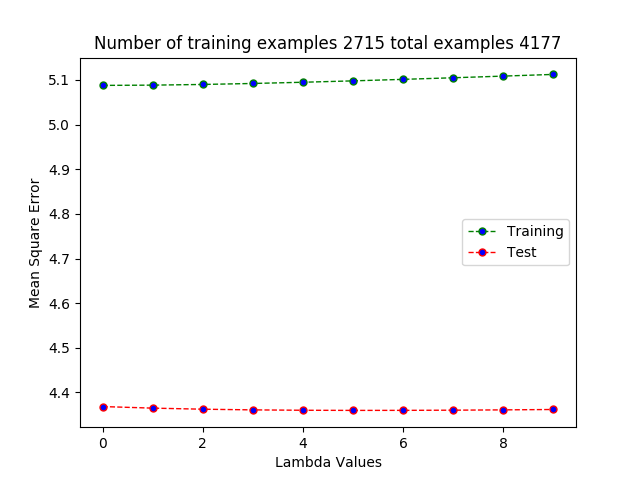 Number of training examples 2715 total examples 4177
5.1
5.0
4.9
4.8
4.7
4.6
4.5
4.4
Mean Square Error
Training
Test
0 2 4 6 8
Lambda Values